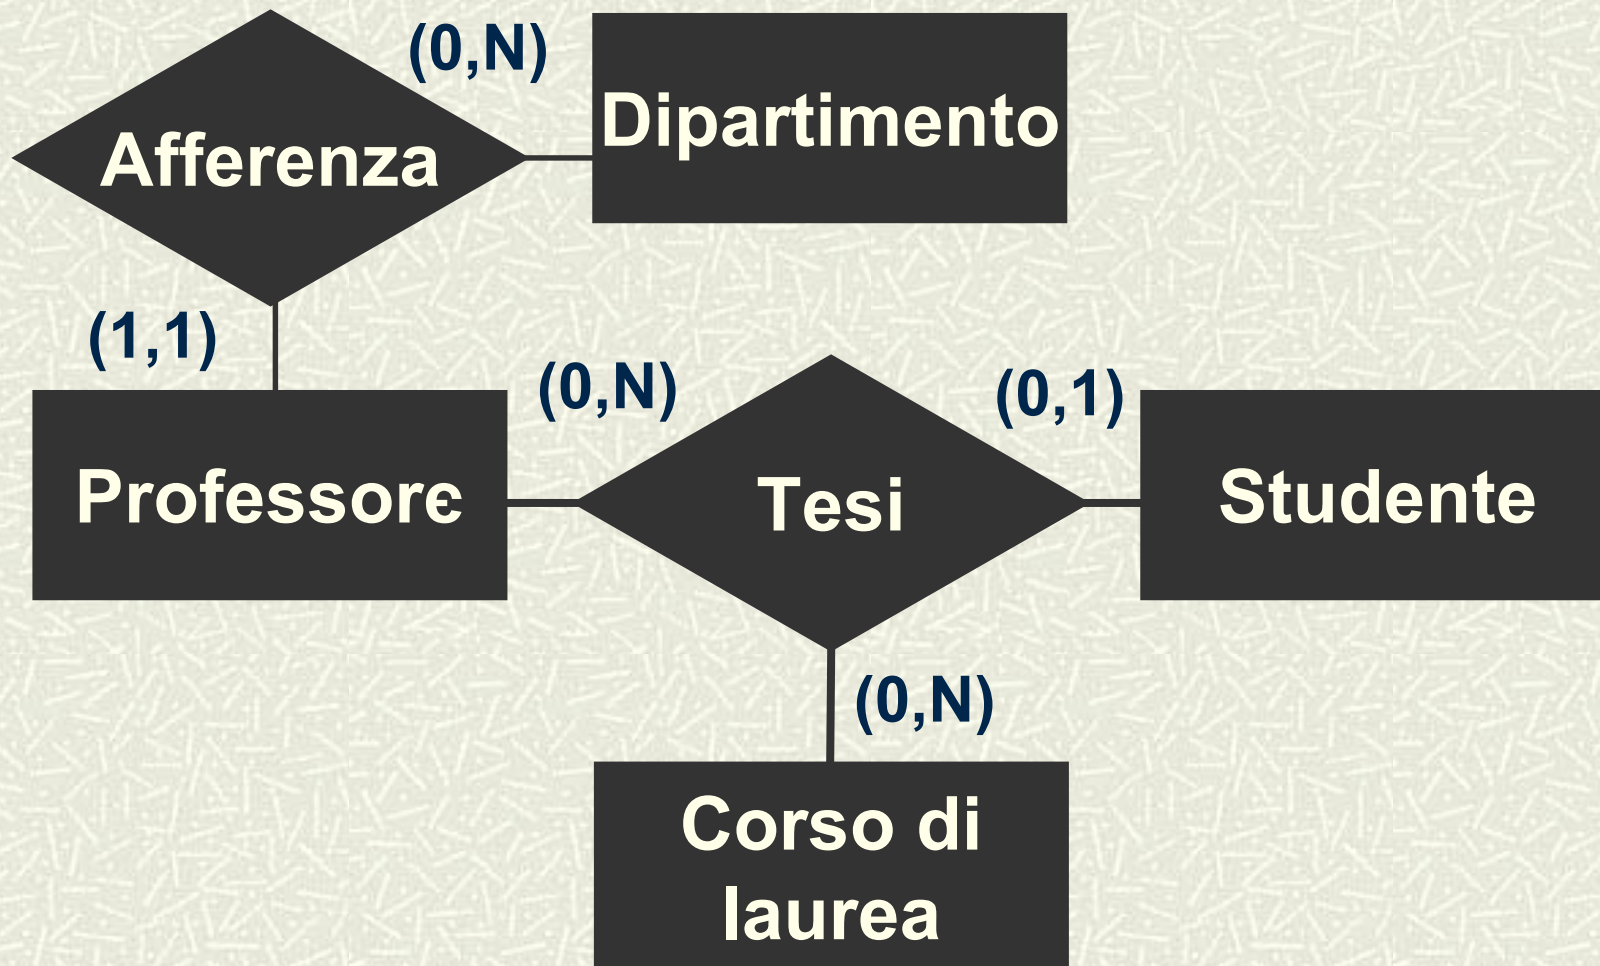 (0,N)
Dipartimento
Afferenza
(1,1)
(0,N)
(0,1)
Professore
Tesi
Studente
(0,N)
Corso di
laurea